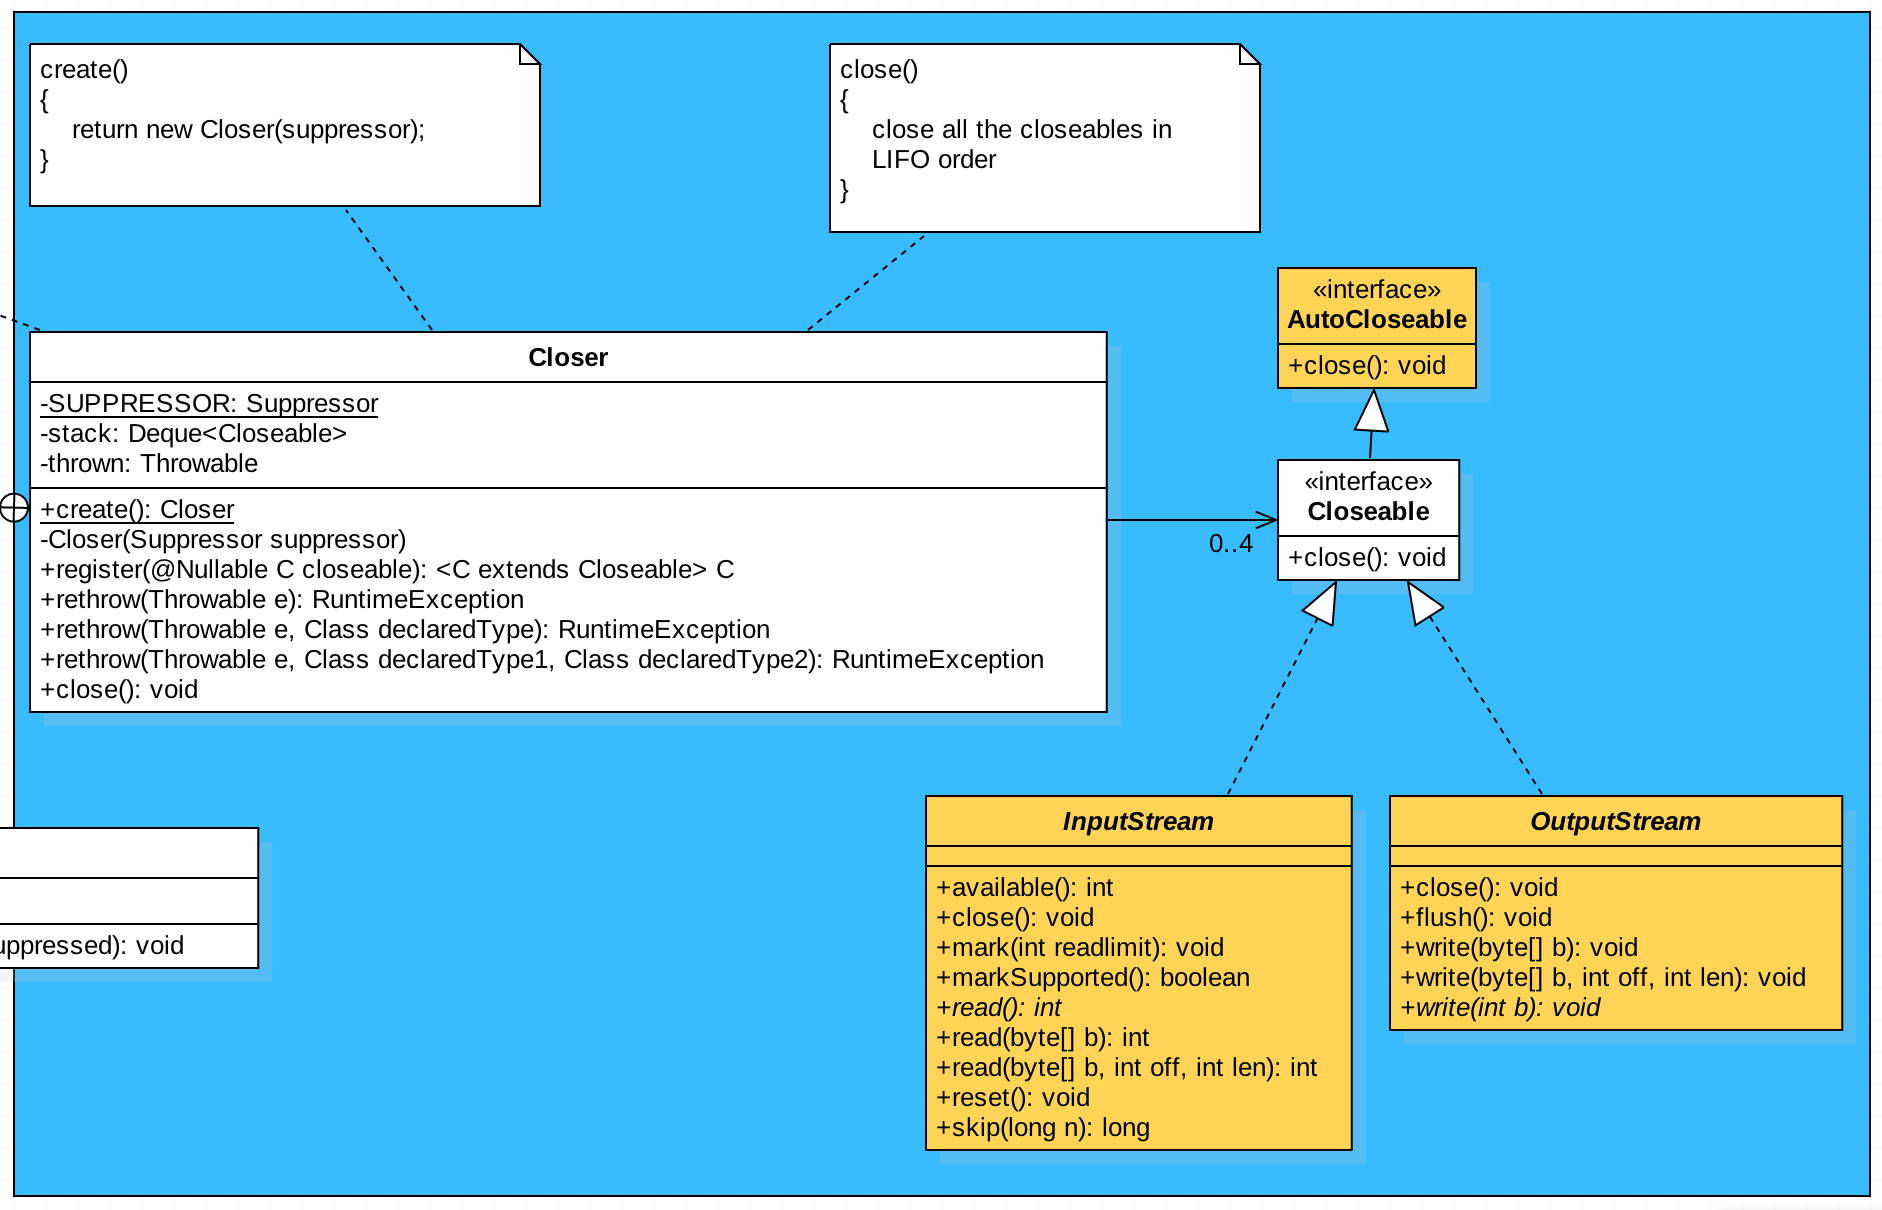 create()
{
return new Closer(suppressor);
}
close()
{
close all the closeables in
LIFO order
}
«interface»
AutoCloseable
+close(): void
Closer
-SUPPRESSOR: Suppressor
-stack: Deque<Closeable>
-thrown: Throwable
+create(): Closer
-Closer(Suppressor suppressor)
+register(@Nullable C closeable): <C extends Closeable> C
+rethrow(Throwable e): RuntimeException
+rethrow(Throwable e, Class declaredType): RuntimeException
+rethrow(Throwable e, Class declaredType1, Class declaredType2): RuntimeException
+close(): void
0..4
«interface»
Closeable
+close(): void
uppressed): void
InputStream
+available(): int
+close(): void
+mark(int readlimit): void
+markSupported(): boolean
+read(): int
+read(byte[] b): int
+read(byte[] b, int off, int len): int
+reset(): void
+skip(long n): long
OutputStream
+close(): void
+flush(): void
+write(byte[] b): void
+write(byte[] b, int off, int len): void
+write(int b): void